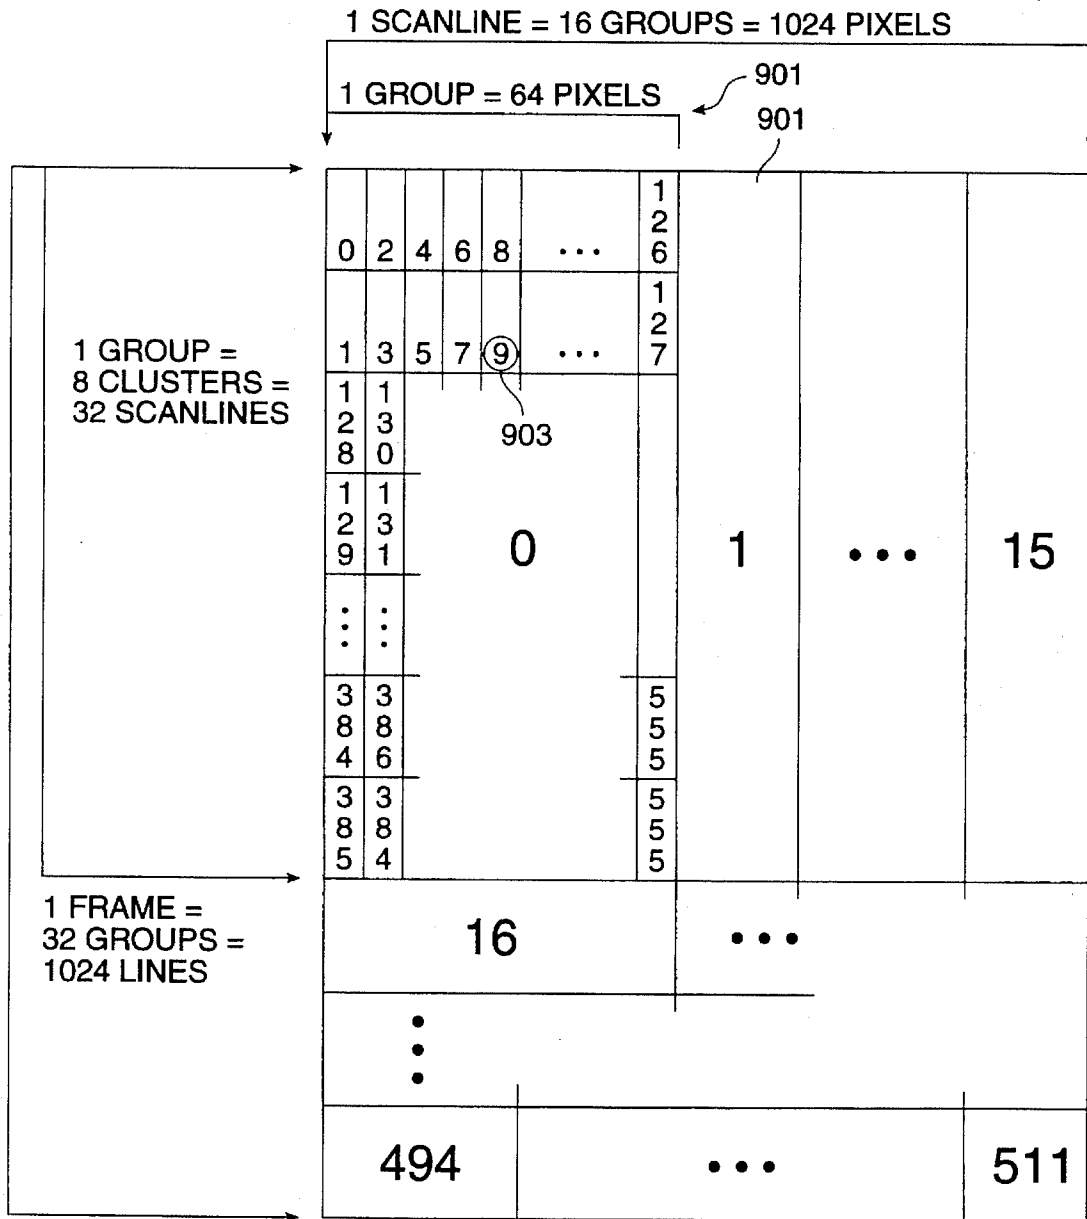 1 SCANLINE = 16 GROUPS = 1024 PIXELS
1 GROUP = 64 PIXELS
901
901
0 2 4 6 8 ... 126
1 3 5 7 9 ... 127
903
1 GROUP =
8 CLUSTERS =
32 SCANLINES
128 130
129 131
0 1 ... 15
384 386 555
385 384 555
1 FRAME =
32 GROUPS =
1024 LINES
16 ...
494 ... 511